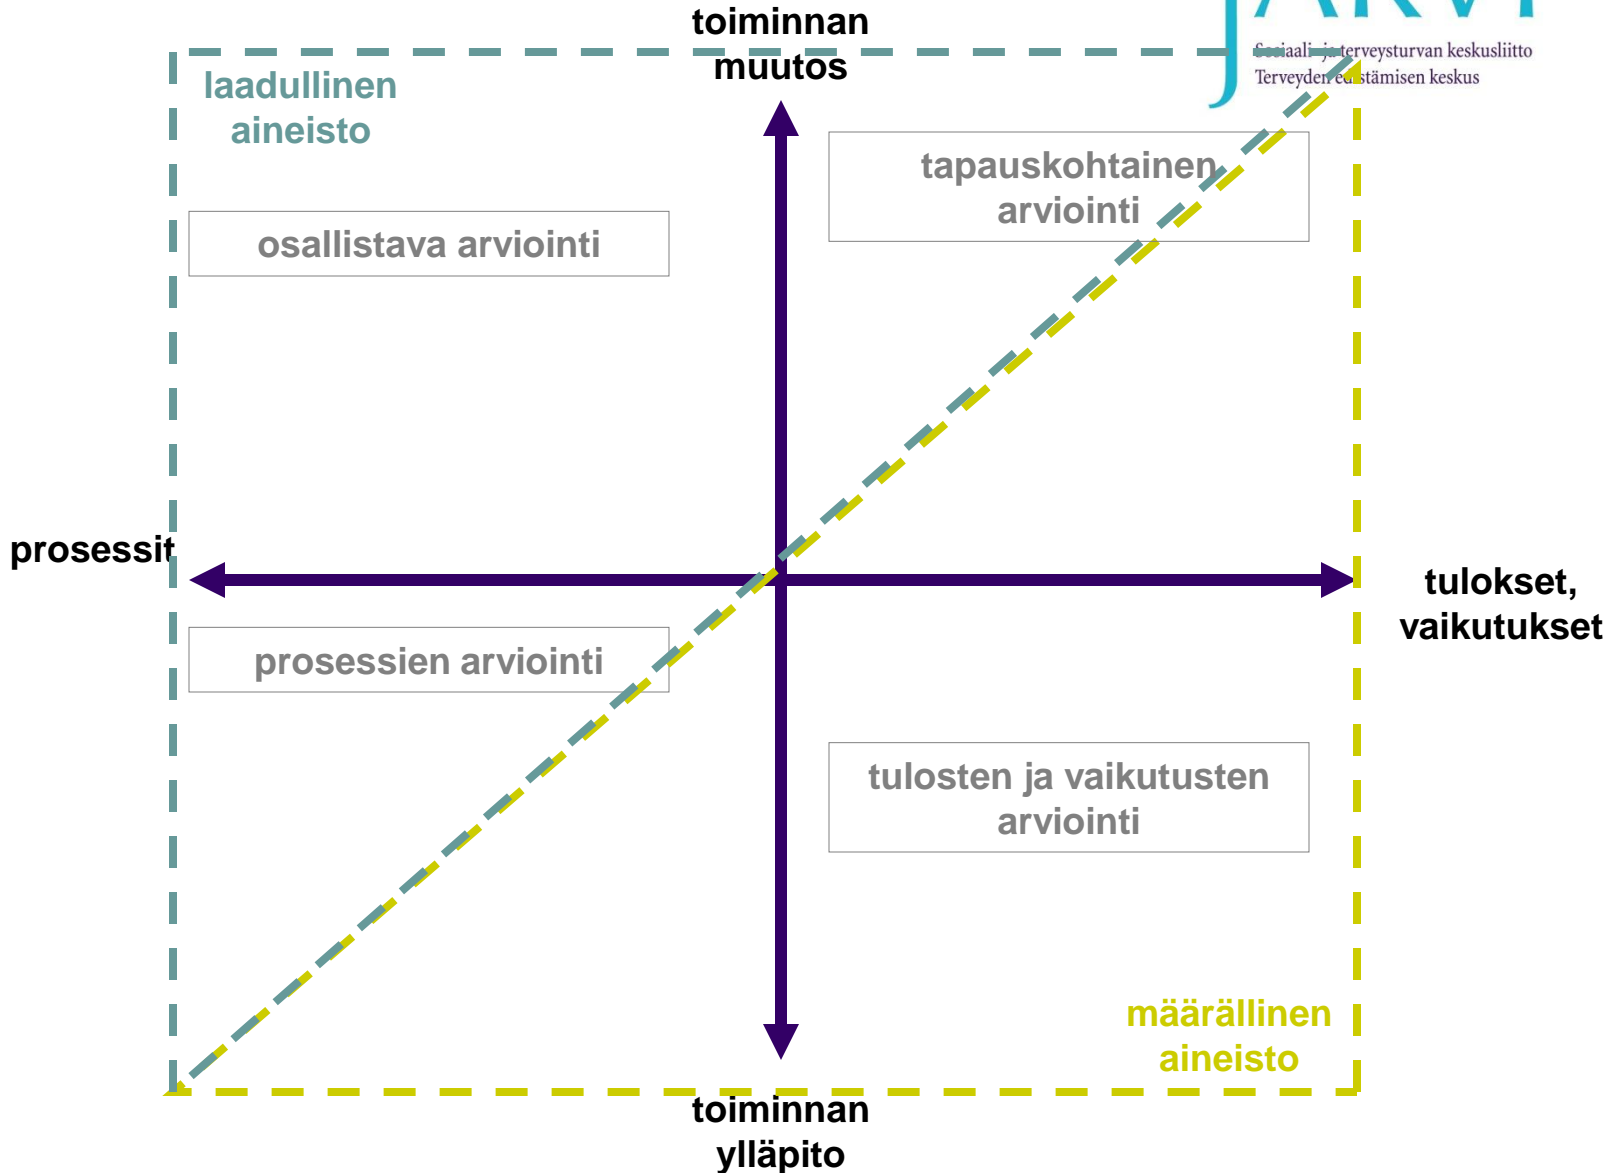 JÄRVI
Sosiaali- ja terveysturvan keskusliitto
Terveyden edistämisen keskus
toiminnan
muutos
laadullinen
aineisto
tapauskohtainen
arviointi
osallistava arviointi
prosessit
tulokset,
vaikutukset
prosessien arviointi
tulosten ja vaikutusten
arviointi
määrällinen
aineisto
toiminnan
ylläpito